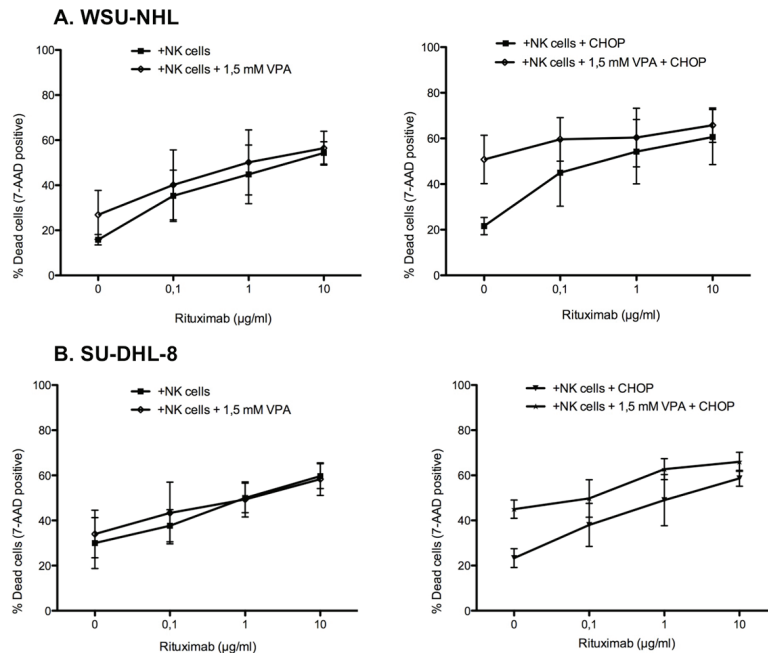 A. WSU-NHL
+NK cells
+NK cells + 1,5 mM VPA
100
80
60
40
20
0
% Dead cells (7-AAD positive)
0
0,1
1
10
Rituximab (µg/ml)
+NK cells + CHOP
+NK cells + 1,5 mM VPA + CHOP
100
80
60
40
20
0
% Dead cells (7-AAD positive)
0
0,1
1
10
Rituximab (µg/ml)
B. SU-DHL-8
+NK cells
+NK cells + 1,5 mM VPA
100
80
60
40
20
0
% Dead cells (7-AAD positive)
0
0,1
1
10
Rituximab (µg/ml)
+NK cells + CHOP
+NK cells + 1,5 mM VPA + CHOP
100
80
60
40
20
0
% Dead cells (7-AAD positive)
0
0,1
1
10
Rituximab (µg/ml)